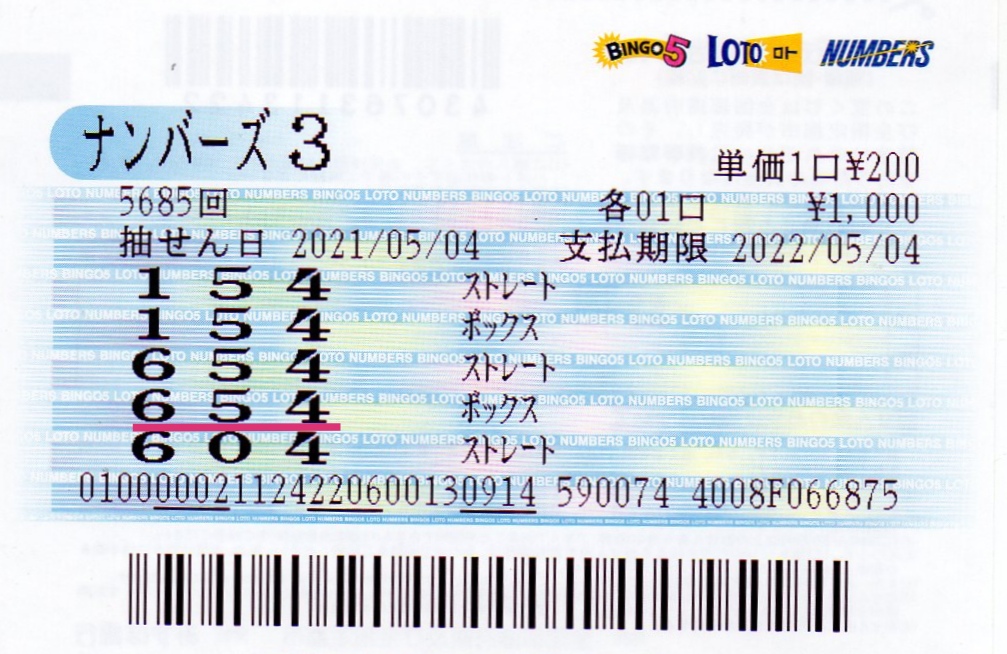 BINGO5 LOTO ロト NUMBERS
ナンバーズ3
単価1口¥200
5685回 各01口 ¥1,000
抽せん日 2021/05/04 支払期限 2022/05/04
1 5 4 ストレート
1 5 4 ボックス
6 5 4 ストレート
6 5 4 ボックス
6 0 4 ストレート
010000021124220600130914 590074 4008F066875